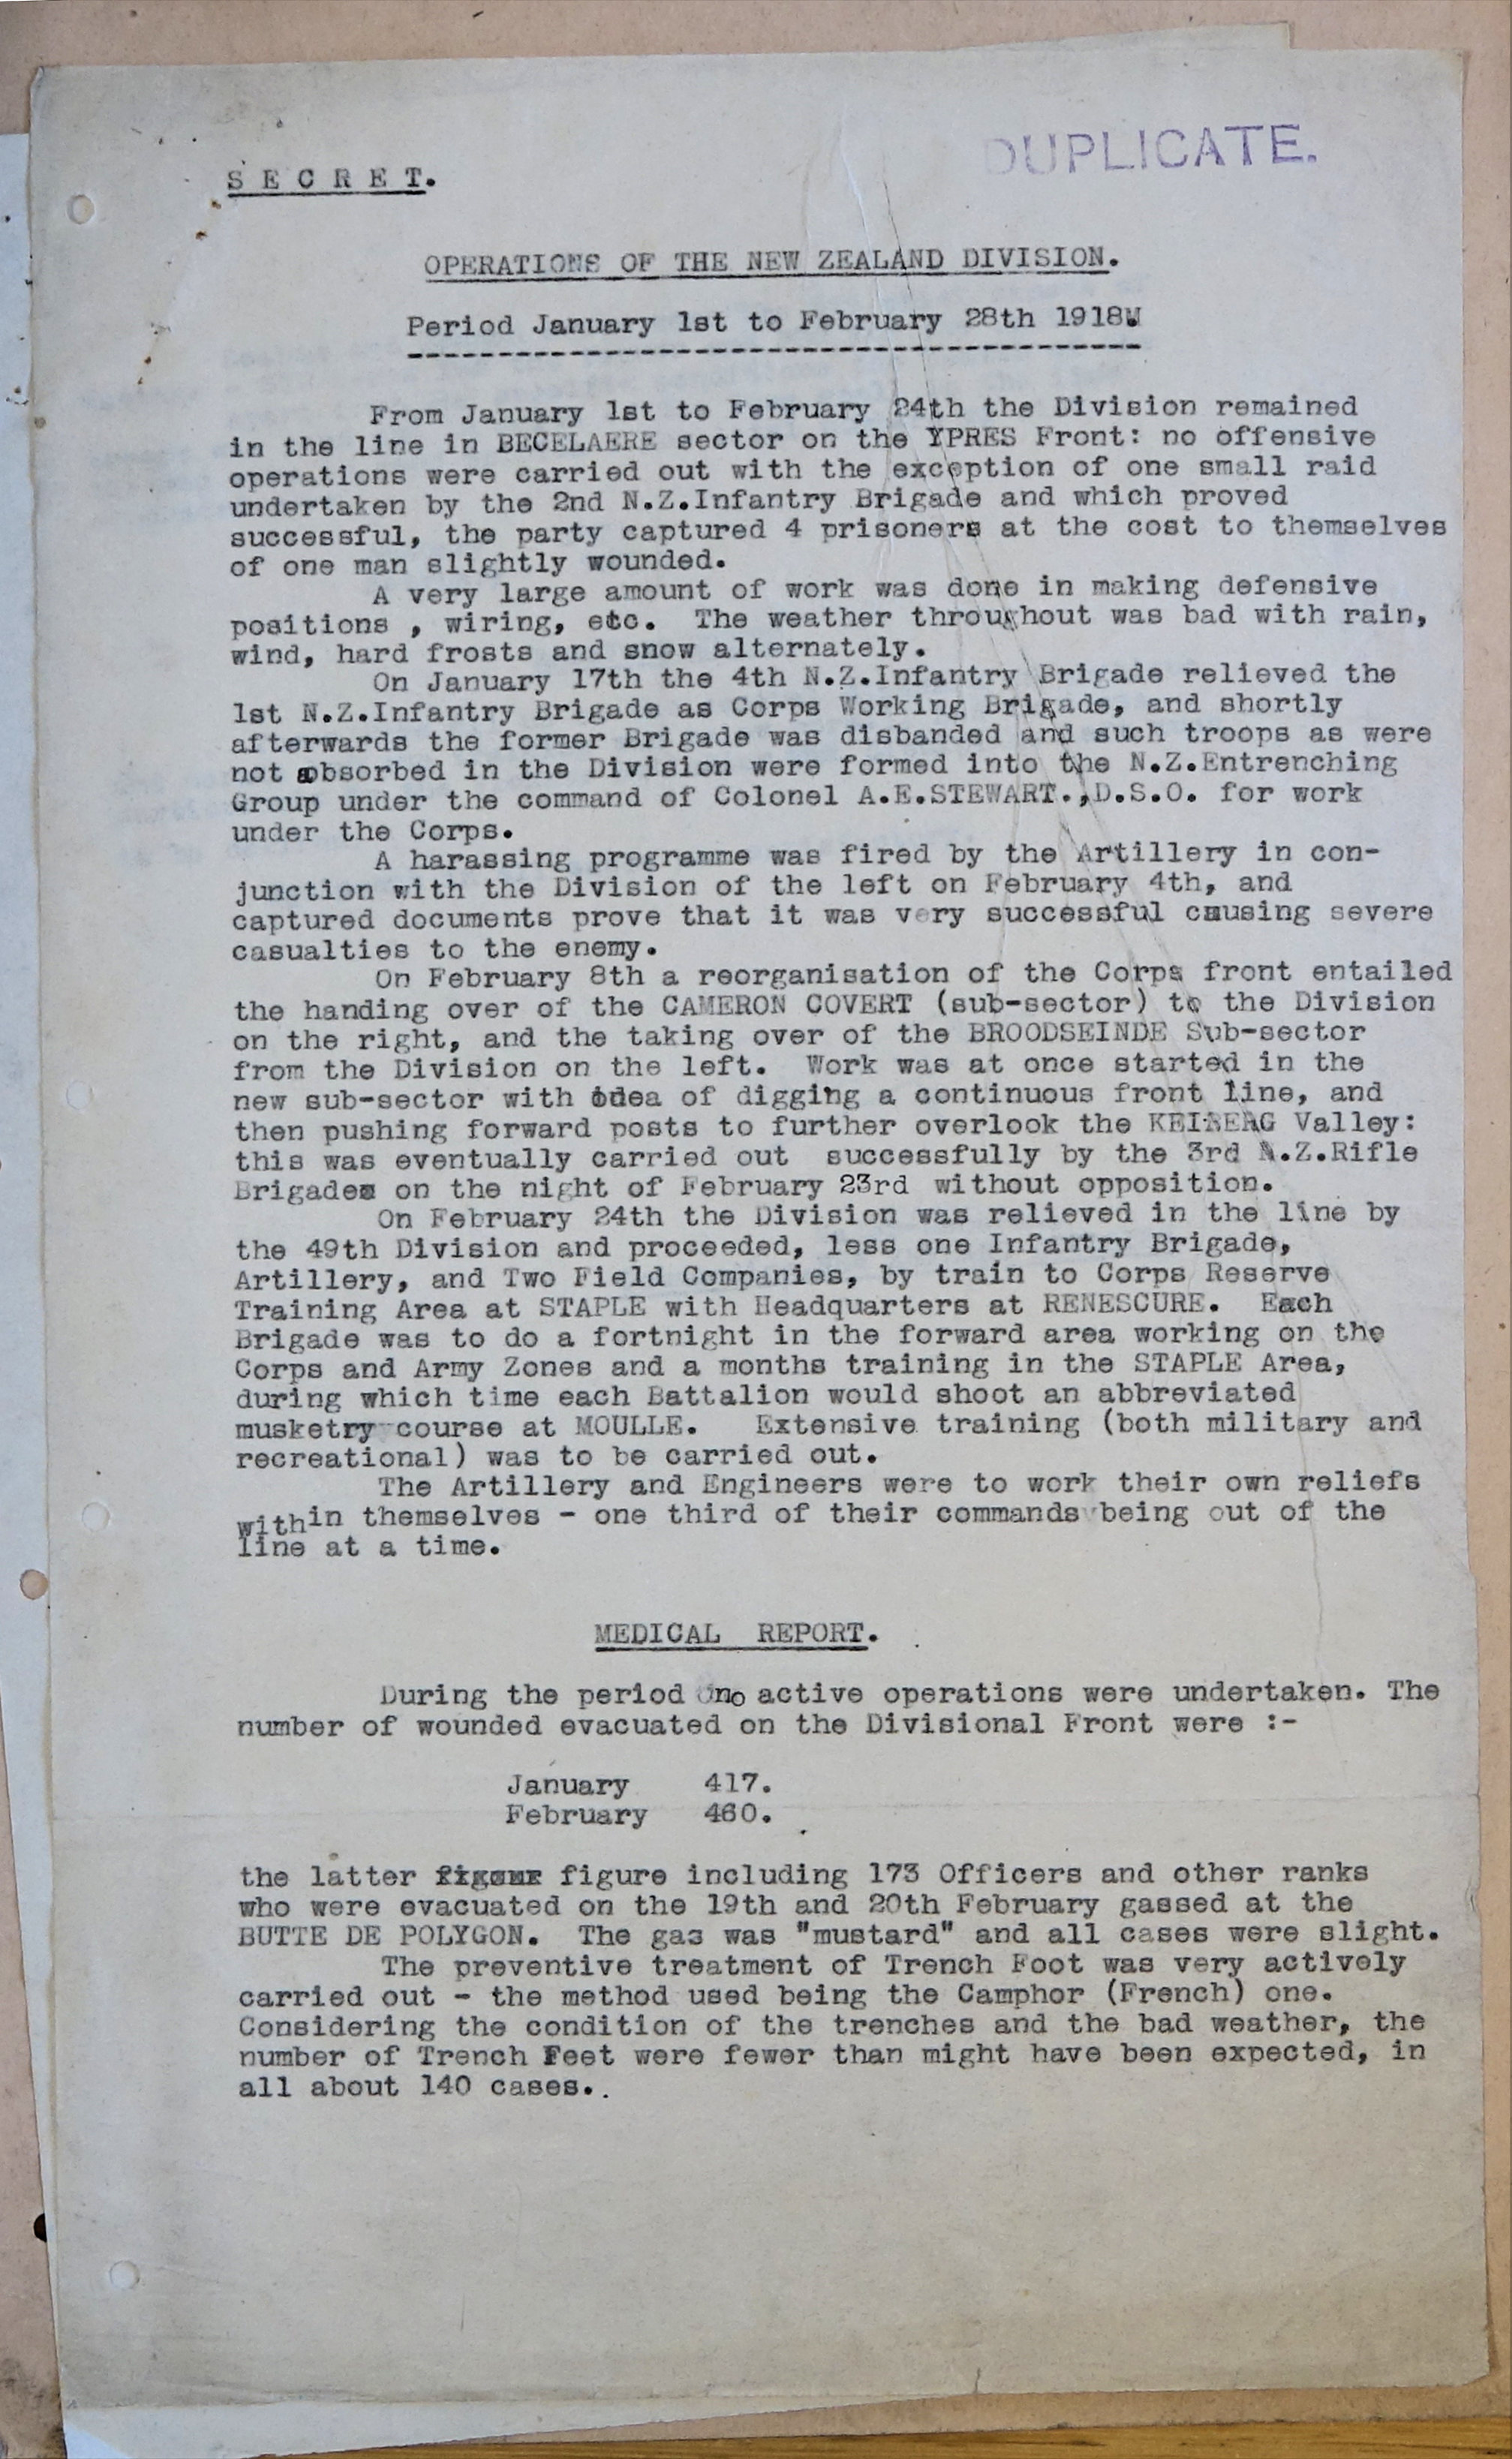 DUPLICATE.
S E C R E T.
OPERATIONS OF THE NEW ZEALAND DIVISION.
Period January 1st to February 28th 1918.
From January 1st to February 24th the Division remained
in the line in BECELAERE sector on the YPRES Front: no offensive
operations were carried out with the exception of one small raid
undertaken by the 2nd N.Z.Infantry Brigade and which proved
successful, the party captured 4 prisoners at the cost to themselves
of one man slightly wounded.
A very large amount of work was done in making defensive
positions , wiring, etc. The weather throughout was bad with rain,
wind, hard frosts and snow alternately.
On January 17th the 4th N.Z.Infantry Brigade relieved the
1st N.Z.Infantry Brigade as Corps Working Brigade, and shortly
afterwards the former Brigade was disbanded and such troops as were
not absorbed in the Division were formed into the N.Z.Entrenching
Group under the command of Colonel A.E.STEWART.,D.S.O. for work
under the Corps.
A harassing programme was fired by the Artillery in con-
junction with the Division of the left on February 4th, and
captured documents prove that it was very successful causing severe
casualties to the enemy.
On February 8th a reorganisation of the Corps front entailed
the handing over of the CAMERON COVERT (sub-sector) to the Division
on the right, and the taking over of the BROODSEINDE Sub-sector
from the Division on the left. Work was at once started in the
new sub-sector with idea of digging a continuous front line, and
then pushing forward posts to further overlook the KEIBERG Valley:
this was eventually carried out successfully by the 3rd N.Z.Rifle
Brigade on the night of February 23rd without opposition.
On February 24th the Division was relieved in the line by
the 49th Division and proceeded, less one Infantry Brigade,
Artillery, and Two Field Companies, by train to Corps Reserve
Training Area at STAPLE with Headquarters at RENESCURE. Each
Brigade was to do a fortnight in the forward area working on the
Corps and Army Zones and a months training in the STAPLE Area,
during which time each Battalion would shoot an abbreviated
musketry course at MOULLE. Extensive training (both military and
recreational) was to be carried out.
The Artillery and Engineers were to work their own reliefs
within themselves - one third of their commands being out of the
line at a time.
MEDICAL REPORT.
During the period no active operations were undertaken. The
number of wounded evacuated on the Divisional Front were :-
January 417.
February 460.
the latter figure including 173 Officers and other ranks
who were evacuated on the 19th and 20th February gassed at the
BUTTE DE POLYGON. The gas was "mustard" and all cases were slight.
The preventive treatment of Trench Foot was very actively
carried out - the method used being the Camphor (French) one.
Considering the condition of the trenches and the bad weather, the
number of Trench Feet were fewer than might have been expected, in
all about 140 cases..